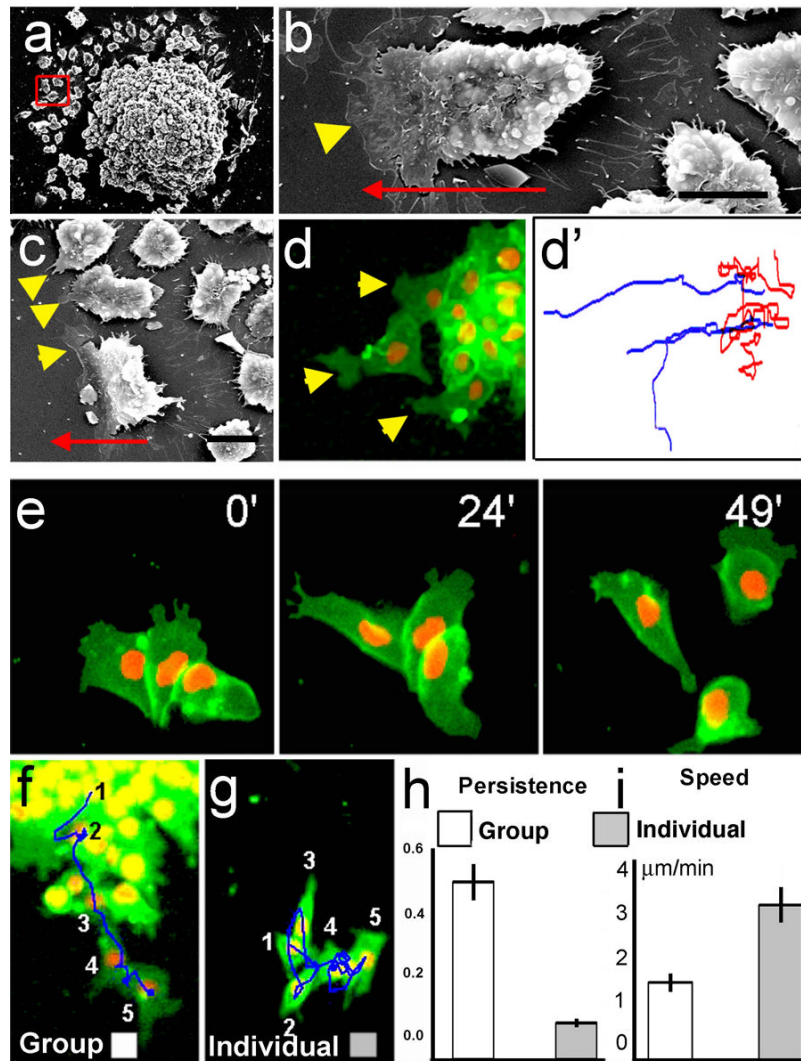 a
b
c
d
d'
e
0'
24'
49'
f
1
2
3
4
5
Group
g
3
1
4
5
2
Individual
h
Persistence
i
Speed
Group
Individual
0.6
0.4
0.2
0.0
μm/min
4
3
2
1
0